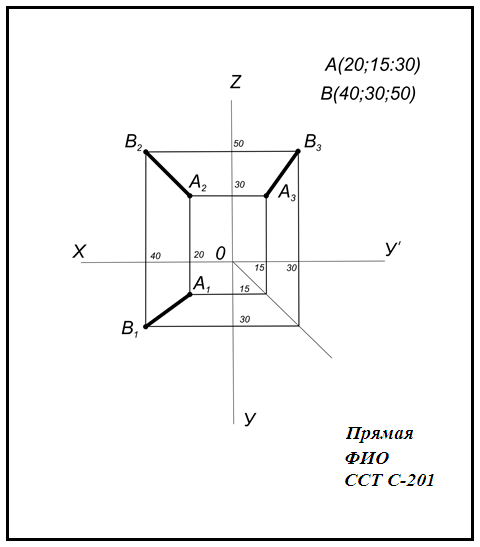 A(20;15:30)
B(40;30;50)
Z
B₂ 50 B₃
A₂ 30 A₃
X 40 20 0 15 30 У'
A₁ 15
B₁ 30
У
Прямая
ФИО
ССТ С-201